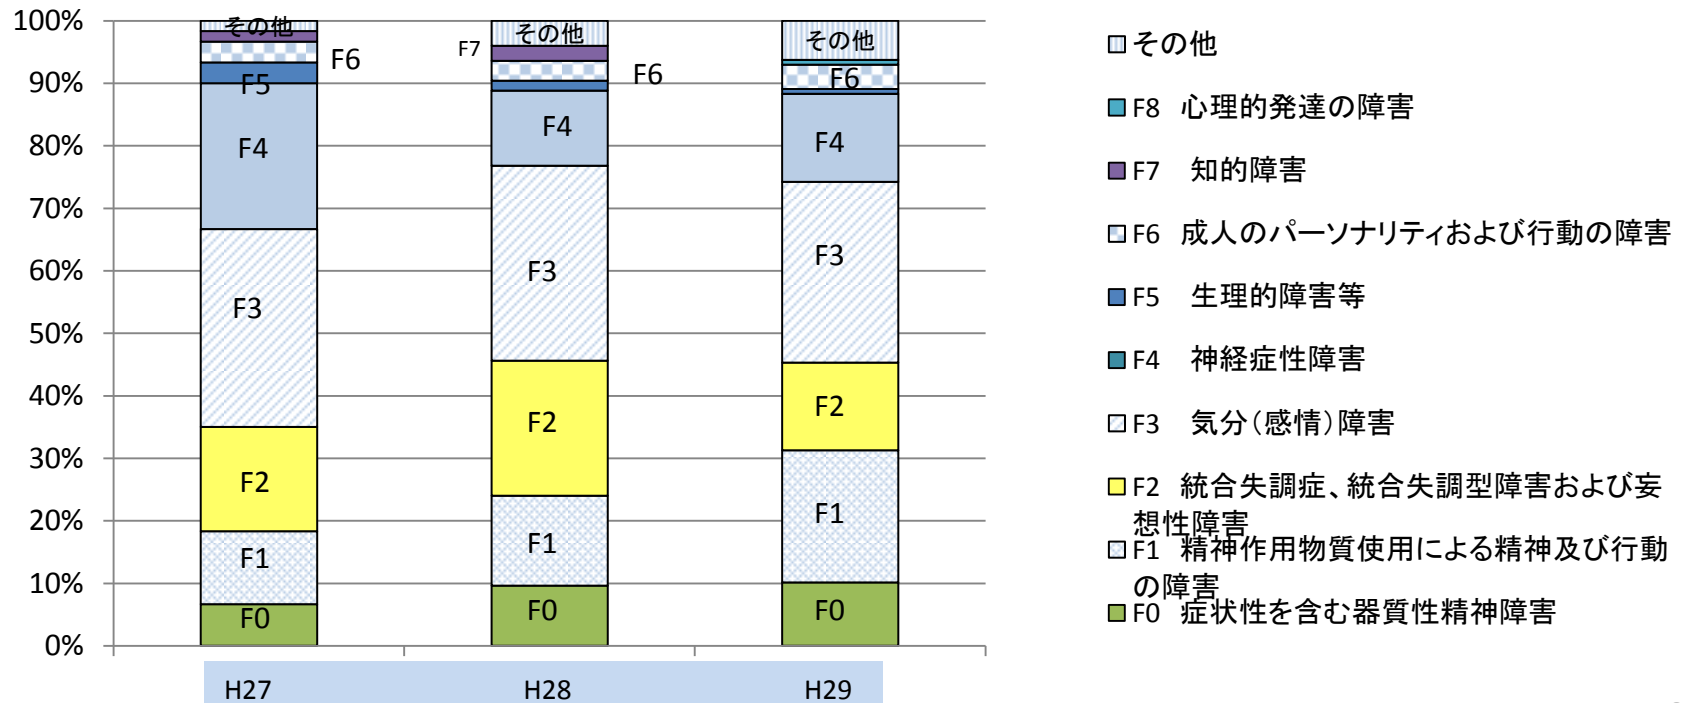 100%
90%
80%
70%
60%
50%
40%
30%
20%
10%
0%
その他
F6
F5
F4
F3
F2
F1
F0
H27
その他
F7
F6
F4
F3
F2
F1
F0
H28
その他
F6
F4
F3
F2
F1
F0
H29
その他
F8 心理的発達の障害
F7 知的障害
F6 成人のパーソナリティおよび行動の障害
F5 生理的障害等
F4 神経症性障害
F3 気分(感情)障害
F2 統合失調症、統合失調型障害および妄
想性障害
F1 精神作用物質使用による精神及び行動
の障害
F0 症状性を含む器質性精神障害